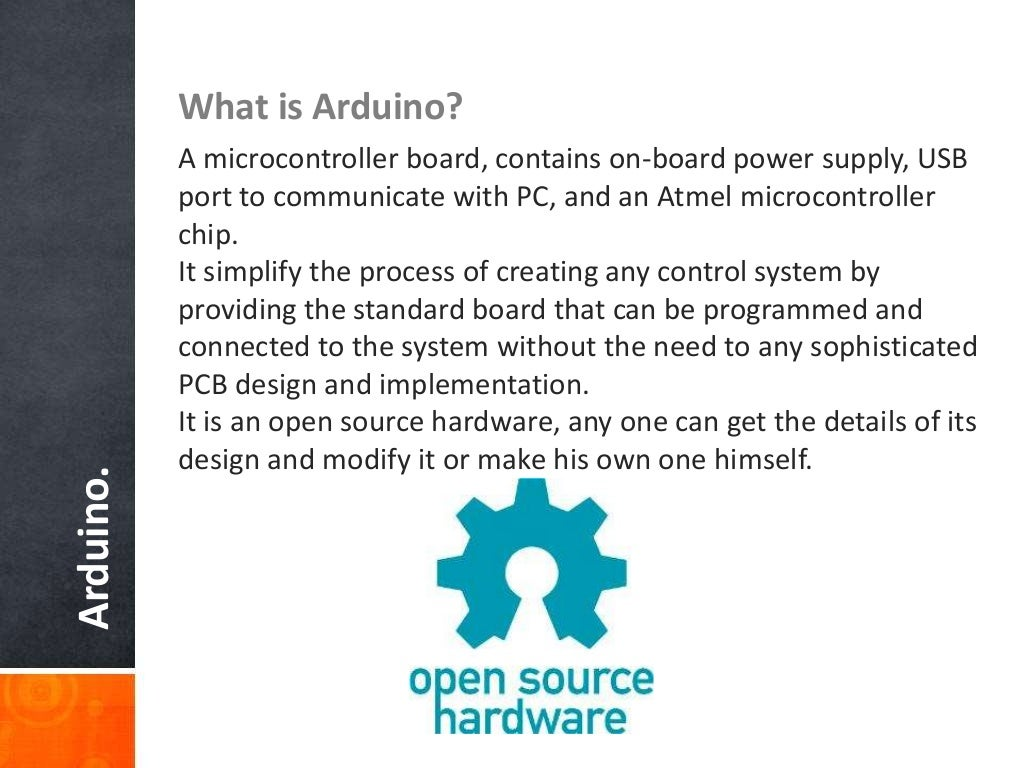 What is Arduino?
A microcontroller board, contains on-board power supply, USB
port to communicate with PC, and an Atmel microcontroller
chip.
It simplify the process of creating any control system by
providing the standard board that can be programmed and
connected to the system without the need to any sophisticated
PCB design and implementation.
It is an open source hardware, any one can get the details of its
design and modify it or make his own one himself.
Arduino.
open source
hardware